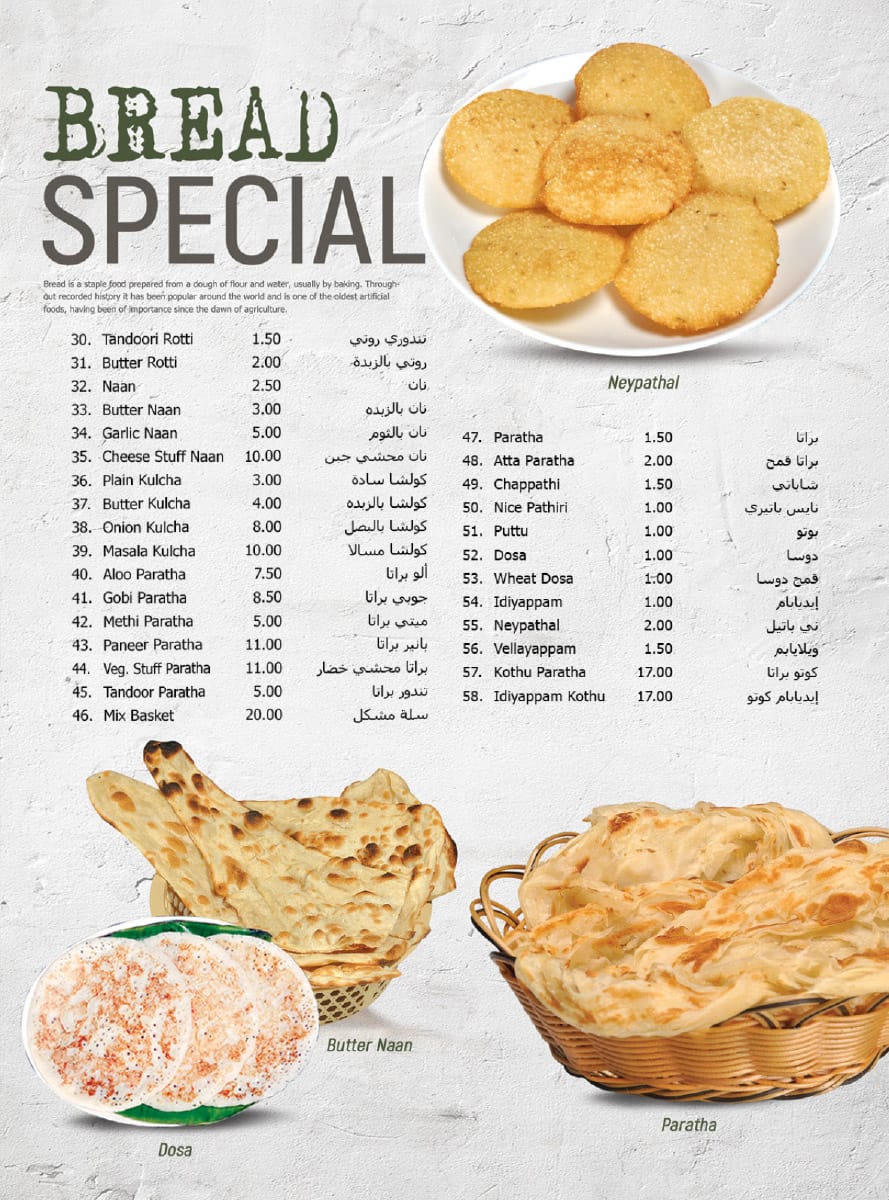 BREAD
SPECIAL
Bread is a staple food prepared from a dough of flour and water, usually by baking. Through-
out recorded history it has been popular around the world and is one of the oldest artificial
foods, having been of importance since the dawn of agriculture.
30. Tandoori Rotti 1.50 تندوري روتي
31. Butter Rotti 2.00 روتي بالزبدة
32. Naan 2.50 نان
33. Butter Naan 3.00 نان بالزبده
34. Garlic Naan 5.00 نان بالثوم
35. Cheese Stuff Naan 10.00 نان محشي جبن
36. Plain Kulcha 3.00 كولشا سادة
37. Butter Kulcha 4.00 كولشا بالزبده
38. Onion Kulcha 8.00 كولشا بالبصل
39. Masala Kulcha 10.00 كولشا مسالا
40. Aloo Paratha 7.50 ألو براتا
41. Gobi Paratha 8.50 جوبي براتا
42. Methi Paratha 5.00 ميتي براتا
43. Paneer Paratha 11.00 بانير براتا
44. Veg. Stuff Paratha 11.00 براتا محشي خضار
45. Tandoor Paratha 5.00 تندور براتا
46. Mix Basket 20.00 سلة مشكل
Neypathal
47. Paratha 1.50 براتا
48. Atta Paratha 2.00 براتا قمح
49. Chappathi 1.50 شاباتي
50. Nice Pathiri 1.00 نايس باتيري
51. Puttu 1.00 بوتو
52. Dosa 1.00 دوسا
53. Wheat Dosa 1.00 قمح دوسا
54. Idiyappam 1.00 إيديابام
55. Neypathal 2.00 ني باتيل
56. Vellayappam 1.50 ويلايابم
57. Kothu Paratha 17.00 كوتو براتا
58. Idiyappam Kothu 17.00 إيديابام كوتو
Butter Naan
Paratha
Dosa